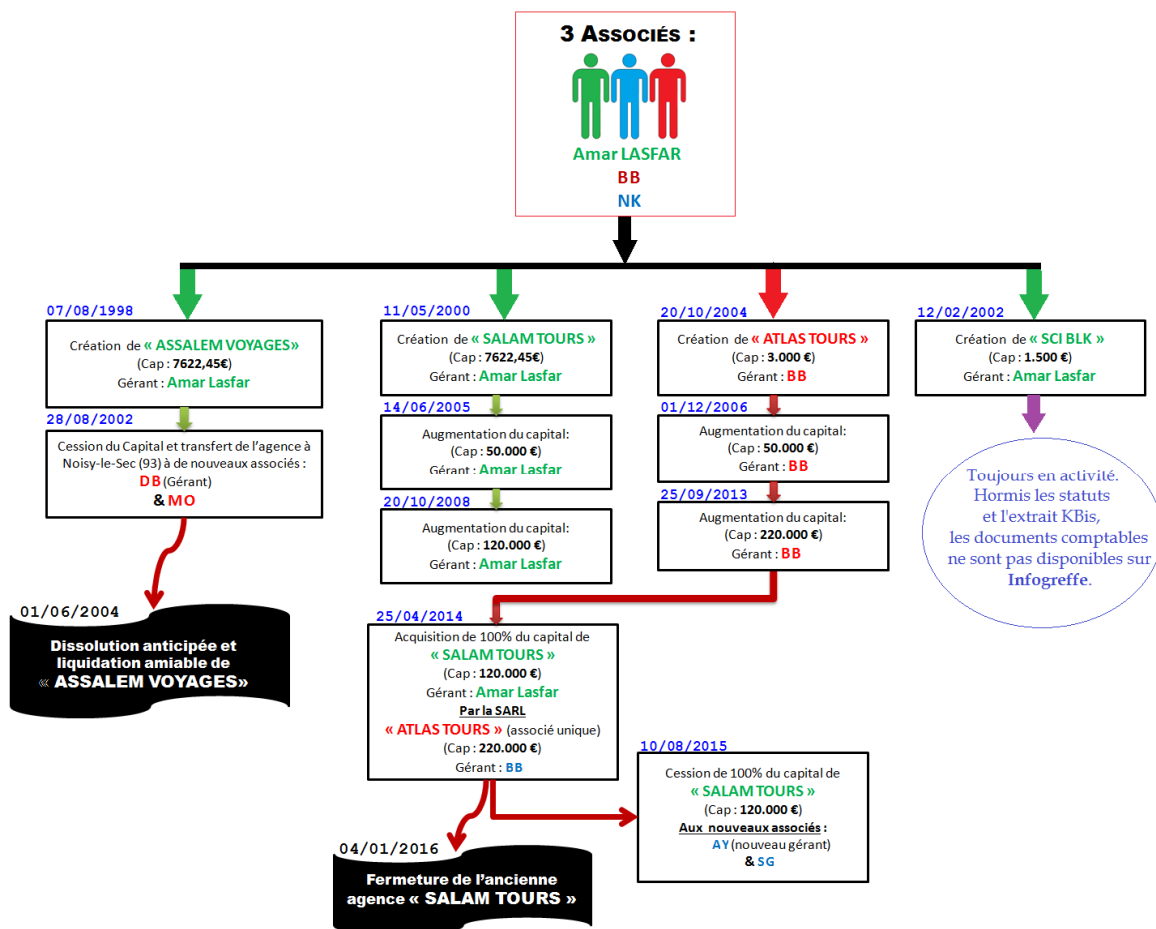 3 ASSOCIÉS :
Amar LASFAR
BB
NK
07/08/1998
Création de « ASSALEM VOYAGES»
(Cap : 7622,45€)
Gérant : Amar Lasfar
28/08/2002
Cession du Capital et transfert de l'agence à
Noisy-le-Sec (93) à de nouveaux associés :
DB (Gérant)
& MO
01/06/2004
Dissolution anticipée et
liquidation amiable de
« ASSALEM VOYAGES»
11/05/2000
Création de « SALAM TOURS »
(Cap : 7622,45€)
Gérant : Amar Lasfar
14/06/2005
Augmentation du capital:
(Cap : 50.000 €)
Gérant : Amar Lasfar
20/10/2008
Augmentation du capital:
(Cap : 120.000 €)
Gérant : Amar Lasfar
20/10/2004
Création de « ATLAS TOURS »
(Cap : 3.000 €)
Gérant : BB
01/12/2006
Augmentation du capital:
(Cap : 50.000 €)
Gérant : BB
25/09/2013
Augmentation du capital:
(Cap : 220.000 €)
Gérant : BB
12/02/2002
Création de « SCI BLK »
(Cap : 1.500 €)
Gérant : Amar Lasfar
Toujours en activité.
Hormis les statuts
et l'extrait KBis,
les documents comptables
ne sont pas disponibles sur
Infogreffe.
25/04/2014
Acquisition de 100% du capital de
« SALAM TOURS »
(Cap : 120.000 €)
Gérant : Amar Lasfar
Par la SARL
« ATLAS TOURS » (associé unique)
(Cap : 220.000 €)
Gérant : BB
10/08/2015
Cession de 100% du capital de
« SALAM TOURS »
(Cap : 120.000 €)
Aux nouveaux associés :
AY (nouveau gérant)
& SG
04/01/2016
Fermeture de l'ancienne
agence « SALAM TOURS »